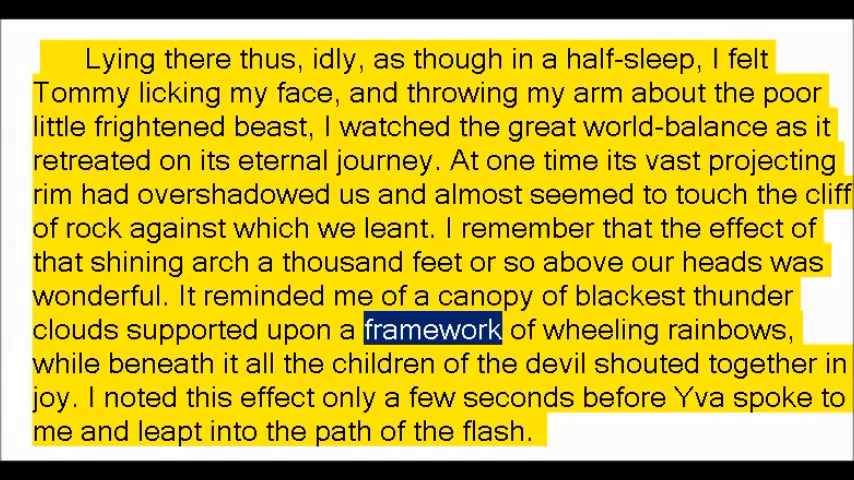 Lying there thus, idly, as though in a half-sleep, I felt
Tommy licking my face, and throwing my arm about the poor
little frightened beast, I watched the great world-balance as it
retreated on its eternal journey. At one time its vast projecting
rim had overshadowed us and almost seemed to touch the cliff
of rock against which we leant. I remember that the effect of
that shining arch a thousand feet or so above our heads was
wonderful. It reminded me of a canopy of blackest thunder
clouds supported upon a framework of wheeling rainbows,
while beneath it all the children of the devil shouted together in
joy. I noted this effect only a few seconds before Yva spoke to
me and leapt into the path of the flash.